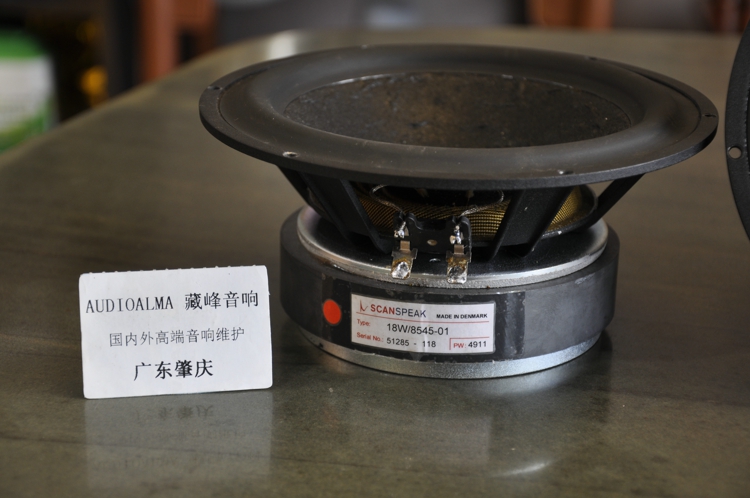 AUDIOALMA 藏峰音响
国内外高端音响维护
广东肇庆
SCANSPEAK MADE IN DENMARK
Type: 18W/8545-01
Serial No.: 51285 - 118 PW: 4911